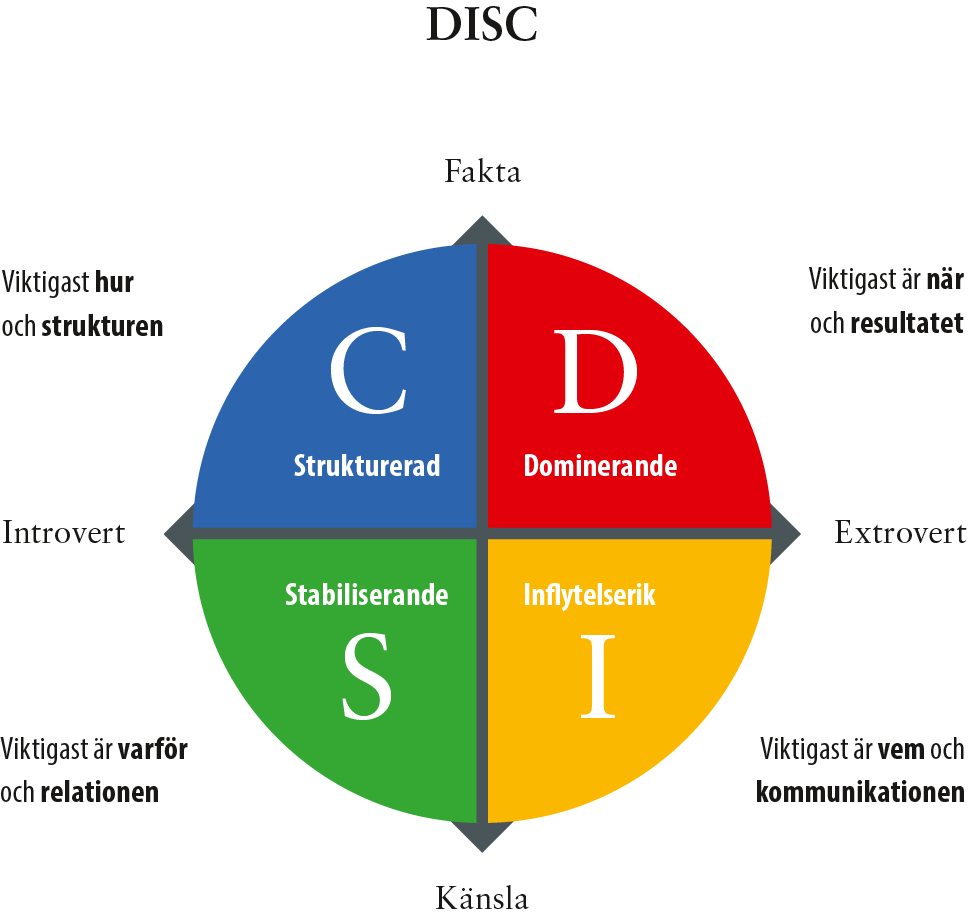 DISC
Fakta
Viktigast hur
och strukturen
Viktigast är när
och resultatet
C
Strukturerad
D
Dominerande
Introvert
Extrovert
Stabiliserande
S
Inflytelserik
I
Viktigast är varför
och relationen
Viktigast är vem och
kommunikationen
Känsla